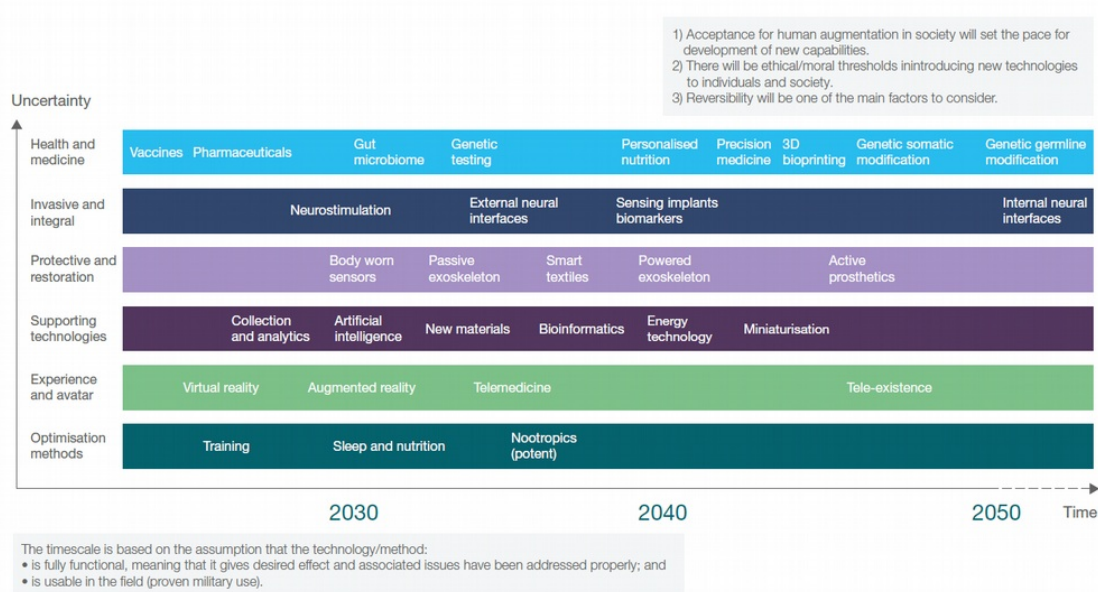 1) Acceptance for human augmentation in society will set the pace for
development of new capabilities.
2) There will be ethical/moral thresholds inintroducing new technologies
to individuals and society.
3) Reversibility will be one of the main factors to consider.
Uncertainty
Health and
medicine
Vaccines
Pharmaceuticals
Gut
microbiome
Genetic
testing
Personalised
nutrition
Precision
medicine
3D
bioprinting
Genetic somatic
modification
Genetic germline
modification
Invasive and
integral
Neurostimulation
External neural
interfaces
Sensing implants
biomarkers
Internal neural
interfaces
Protective and
restoration
Body worn
sensors
Passive
exoskeleton
Smart
textiles
Powered
exoskeleton
Active
prosthetics
Supporting
technologies
Collection
and analytics
Artificial
intelligence
New materials
Bioinformatics
Energy
technology
Miniaturisation
Experience
and avatar
Virtual reality
Augmented reality
Telemedicine
Tele-existence
Optimisation
methods
Training
Sleep and nutrition
Nootropics
(potent)
2030
2040
2050
Time
The timescale is based on the assumption that the technology/method:
• is fully functional, meaning that it gives desired effect and associated issues have been addressed properly; and
• is usable in the field (proven military use).